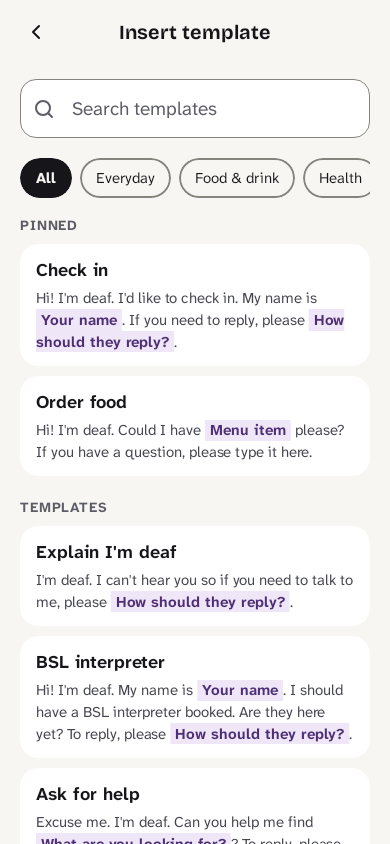 Insert template
Search templates
All
Everyday
Food & drink
Health
PINNED
Check in
Hi! I'm deaf. I'd like to check in. My name is
Your name . If you need to reply, please How
should they reply? .
Order food
Hi! I'm deaf. Could I have Menu item please?
If you have a question, please type it here.
TEMPLATES
Explain I'm deaf
I'm deaf. I can't hear you so if you need to talk to
me, please How should they reply? .
BSL interpreter
Hi! I'm deaf. My name is Your name . I should
have a BSL interpreter booked. Are they here
yet? To reply, please How should they reply? .
Ask for help
Excuse me. I'm deaf. Can you help me find
What are you looking for? ? To reply, please